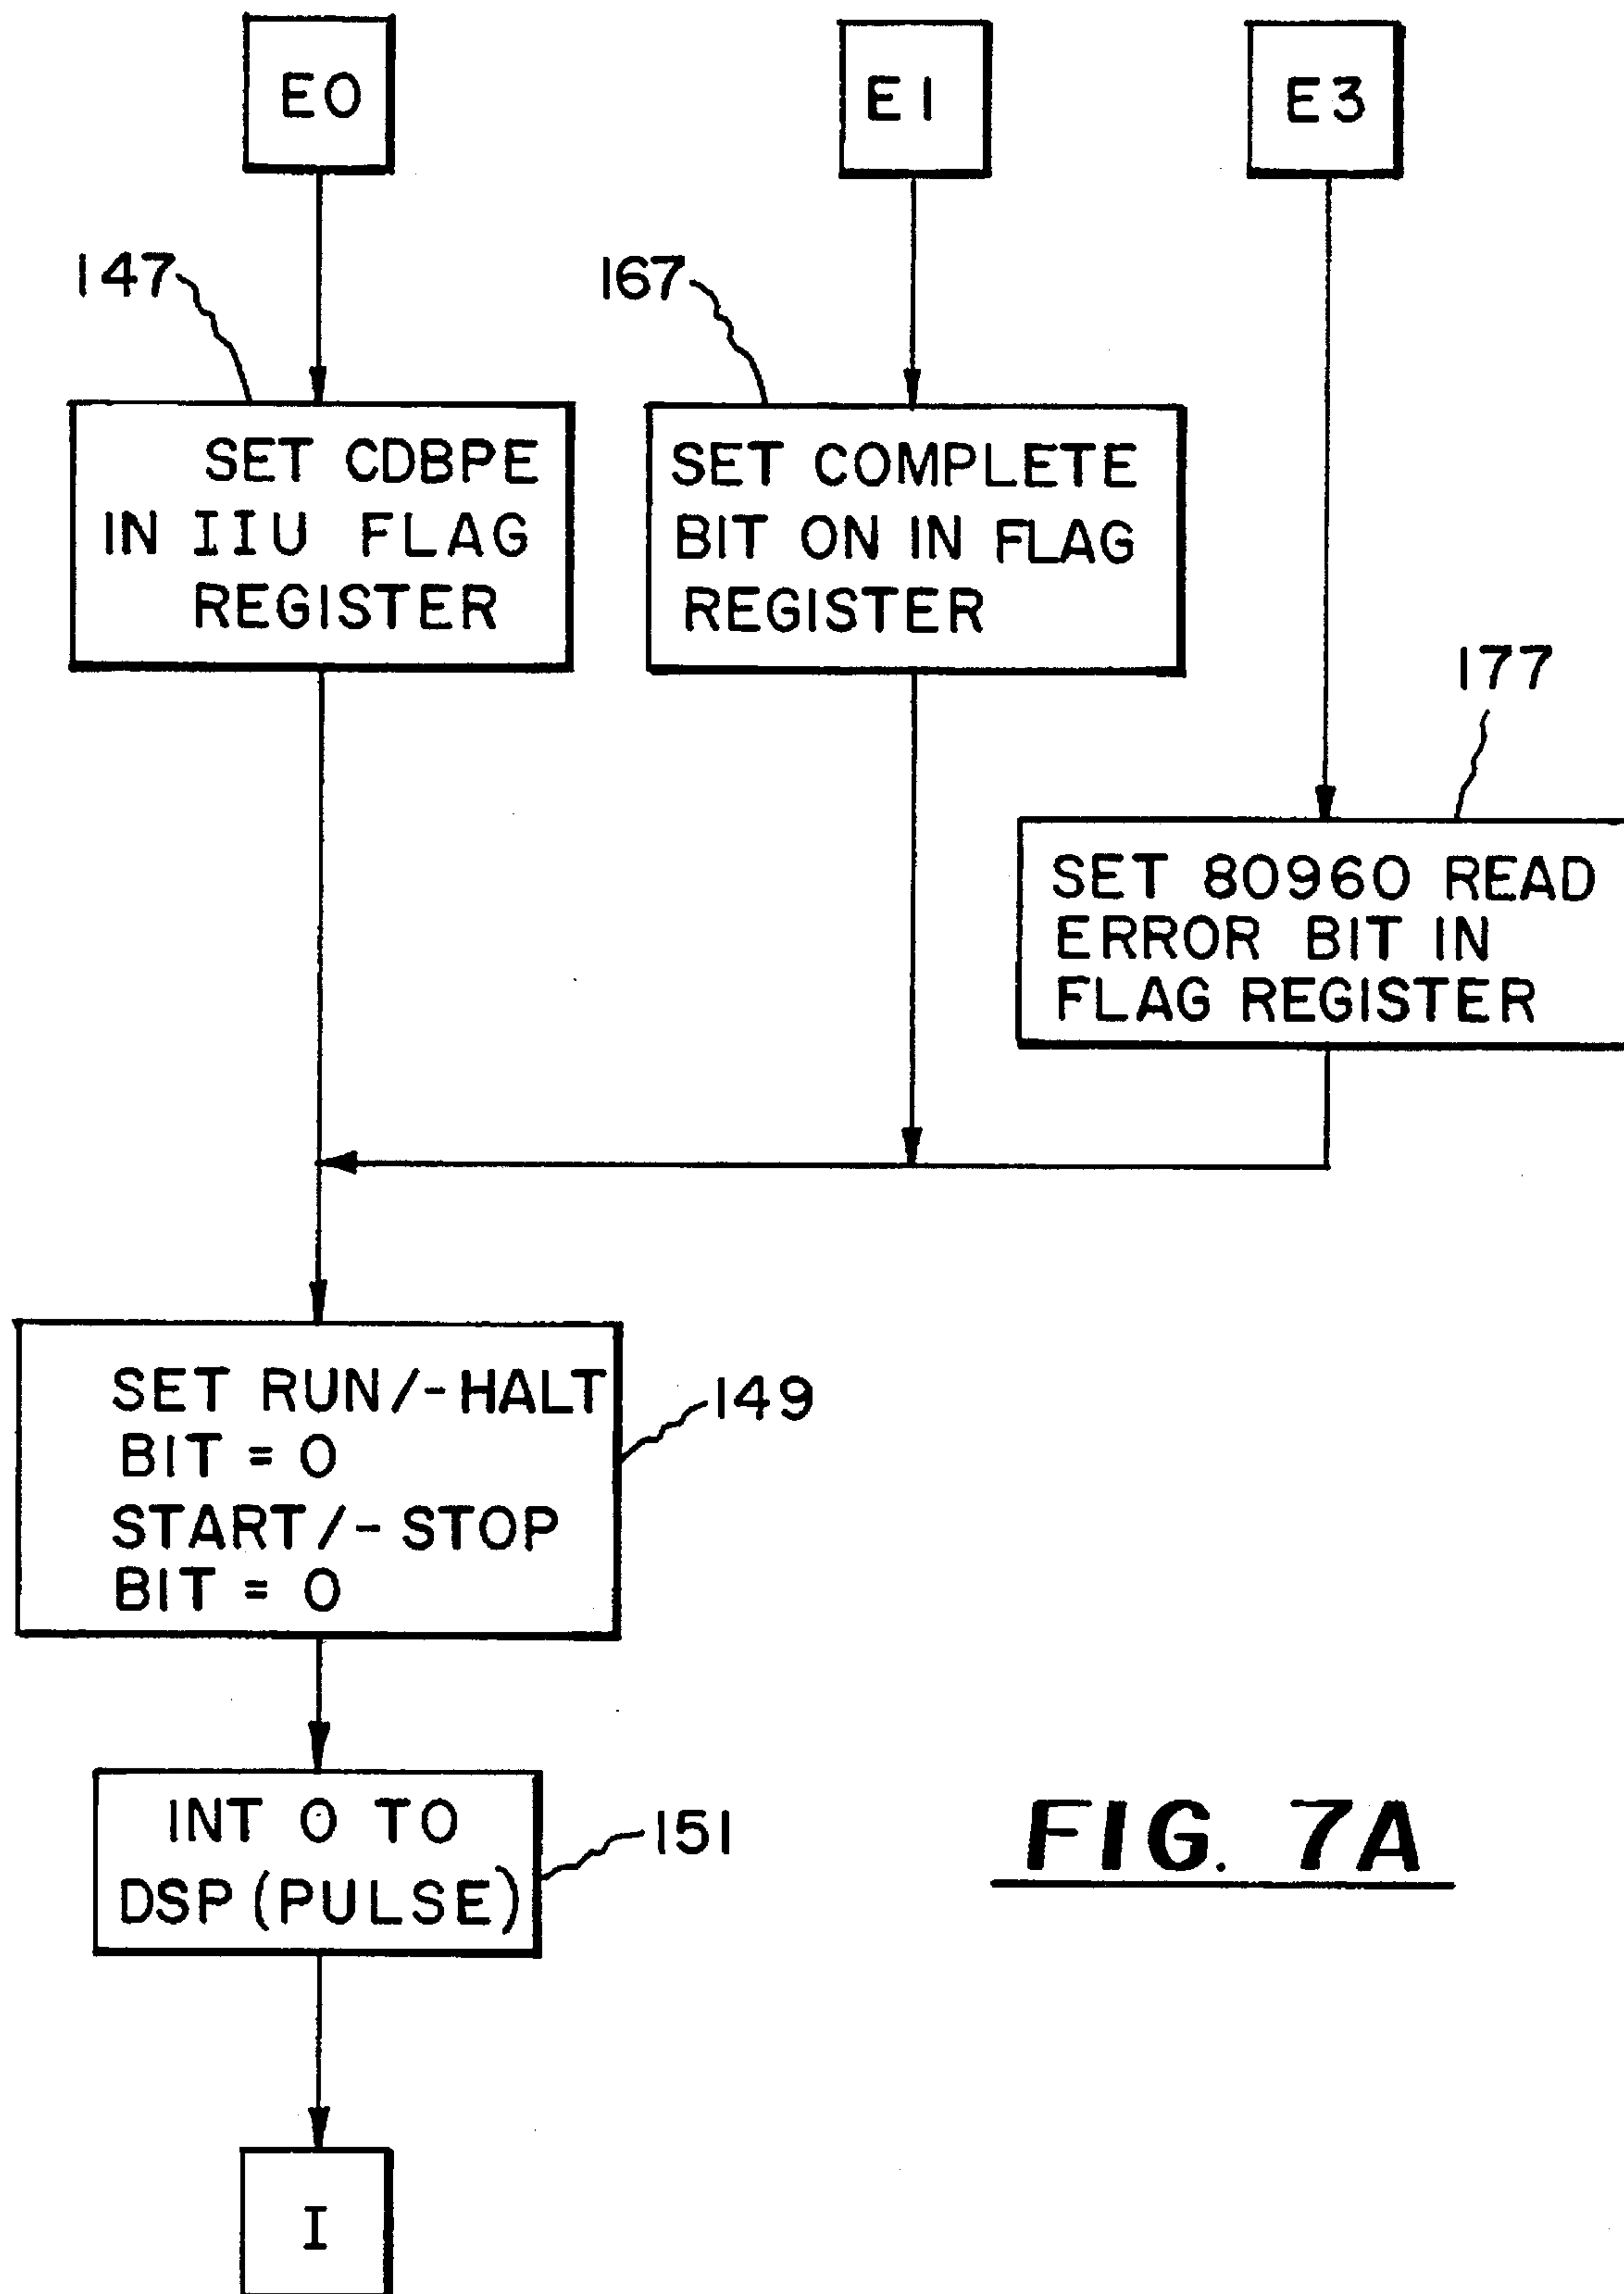 E0
E1
E3
147
167
SET CDBPE
IN IIU FLAG
REGISTER
SET COMPLETE
BIT ON IN FLAG
REGISTER
177
SET 80960 READ
ERROR BIT IN
FLAG REGISTER
SET RUN/-HALT
BIT = 0
START/-STOP
BIT = 0
149
INT 0 TO
DSP (PULSE)
151
FIG. 7A
I